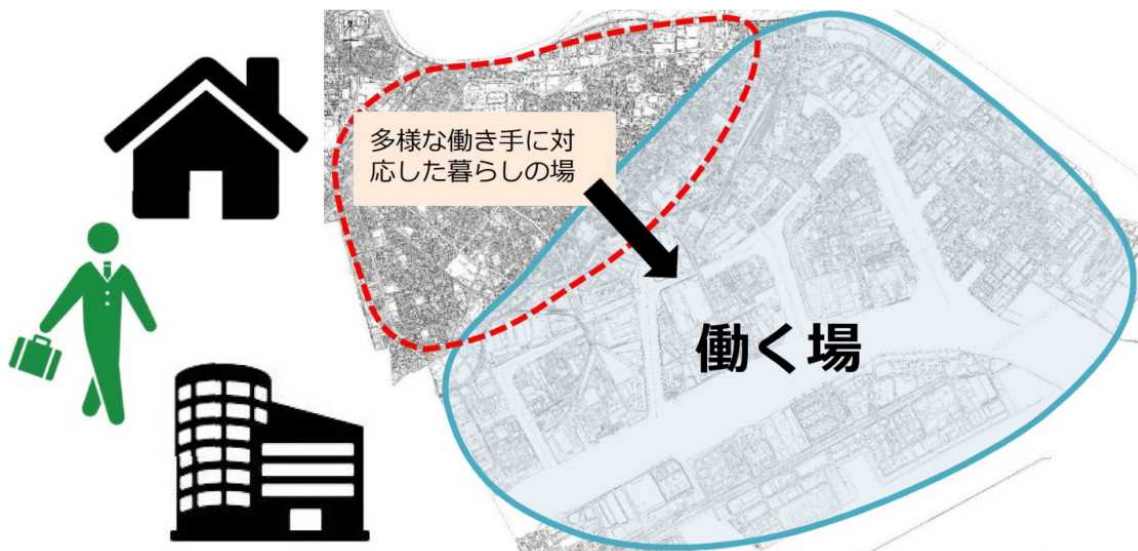 多様な働き手に対
応した暮らしの場
働く場